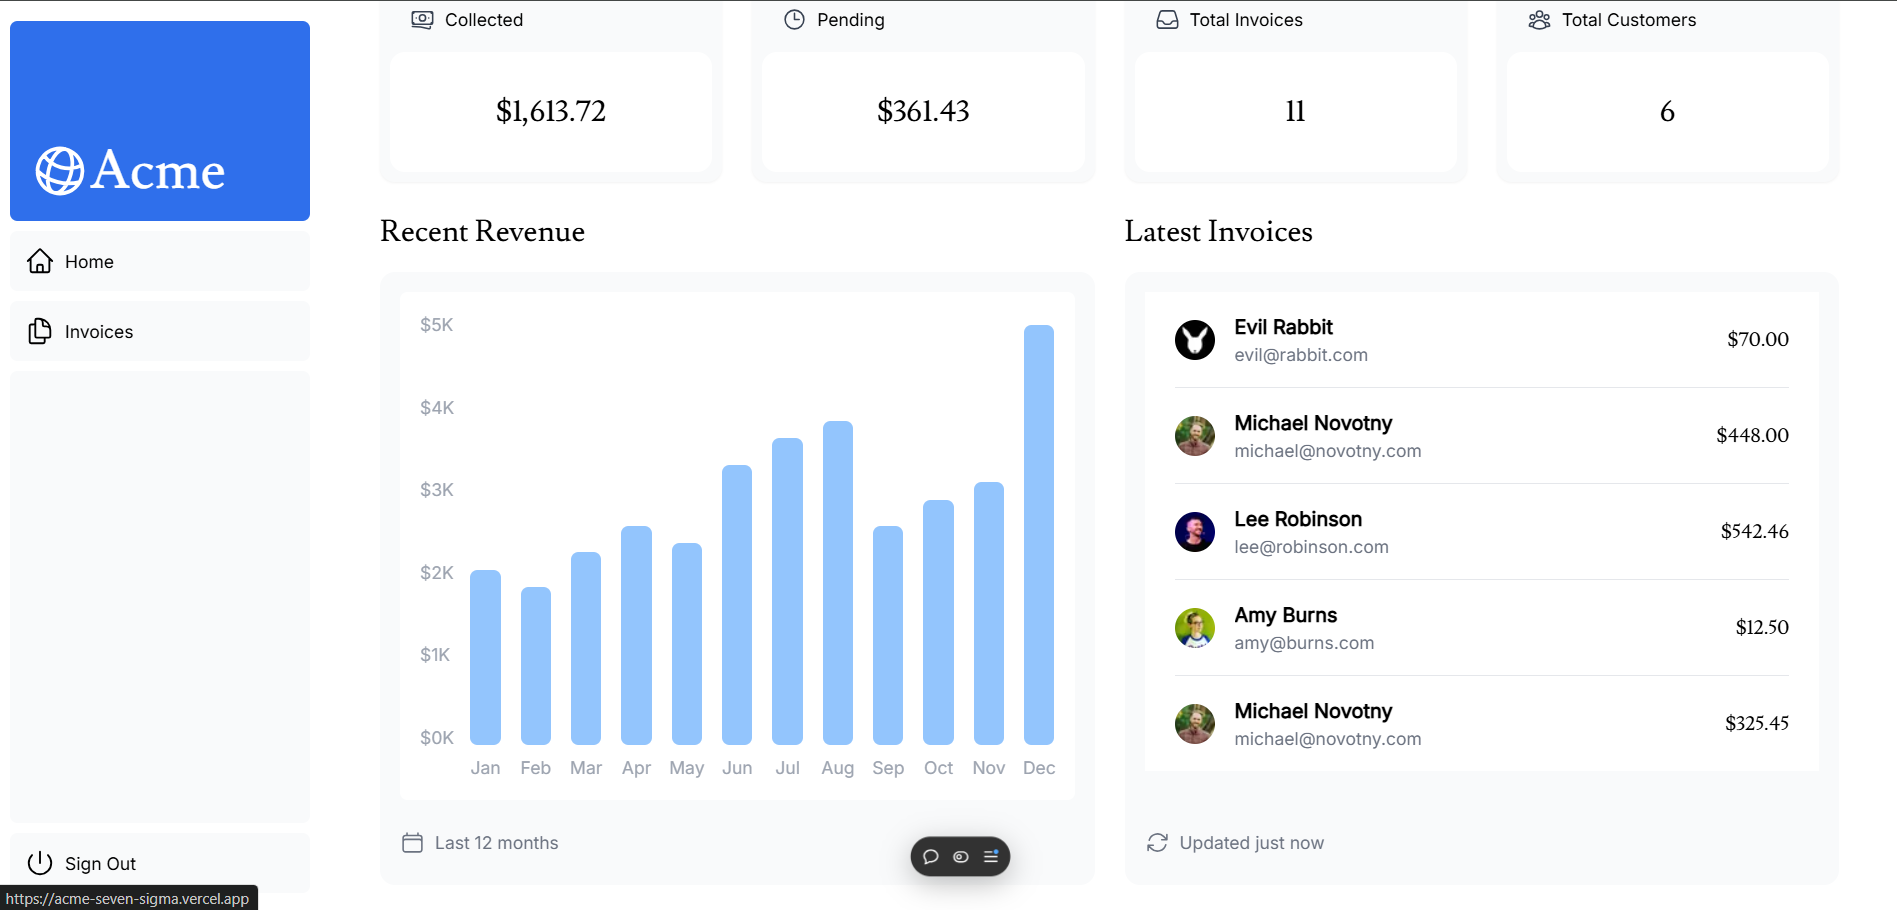 Acme
Home
Invoices
Sign Out
https://acme-seven-sigma.vercel.app
Collected
$1,613.72
Pending
$361.43
Total Invoices
11
Total Customers
6
Recent Revenue
$5K
$4K
$3K
$2K
$1K
$0K
Jan Feb Mar Apr May Jun Jul Aug Sep Oct Nov Dec
Last 12 months
Latest Invoices
Evil Rabbit
evil@rabbit.com
$70.00
Michael Novotny
michael@novotny.com
$448.00
Lee Robinson
lee@robinson.com
$542.46
Amy Burns
amy@burns.com
$12.50
Michael Novotny
michael@novotny.com
$325.45
Updated just now